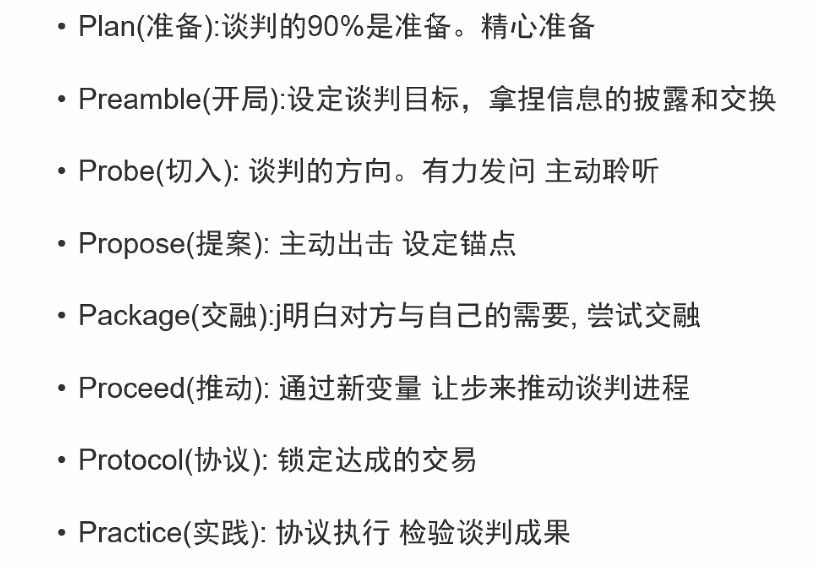 • Plan(准备):谈判的90%是准备。精心准备
• Preamble(开局):设定谈判目标，拿捏信息的披露和交换
• Probe(切入): 谈判的方向。有力发问 主动聆听
• Propose(提案): 主动出击 设定锚点
• Package(交融):j明白对方与自己的需要, 尝试交融
• Proceed(推动): 通过新变量 让步来推动谈判进程
• Protocol(协议): 锁定达成的交易
• Practice(实践): 协议执行 检验谈判成果